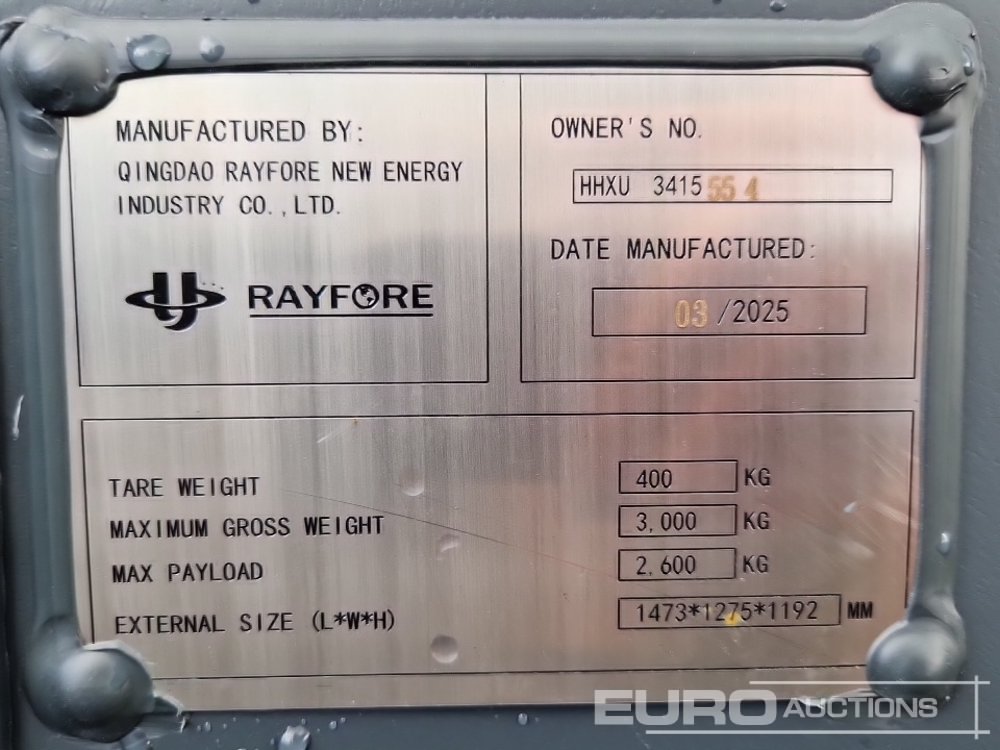 MANUFACTURED BY:
QINGDAO RAYFORE NEW ENERGY
INDUSTRY CO.,LTD.
RAYFORE
OWNER'S NO.
HHXU 3415 55 4
DATE MANUFACTURED:
03 /2025
TARE WEIGHT 400 KG
MAXIMUM GROSS WEIGHT 3,000 KG
MAX PAYLOAD 2,600 KG
EXTERNAL SIZE (L*W*H) 1473*1275*1192 MM
EURO AUCTIONS